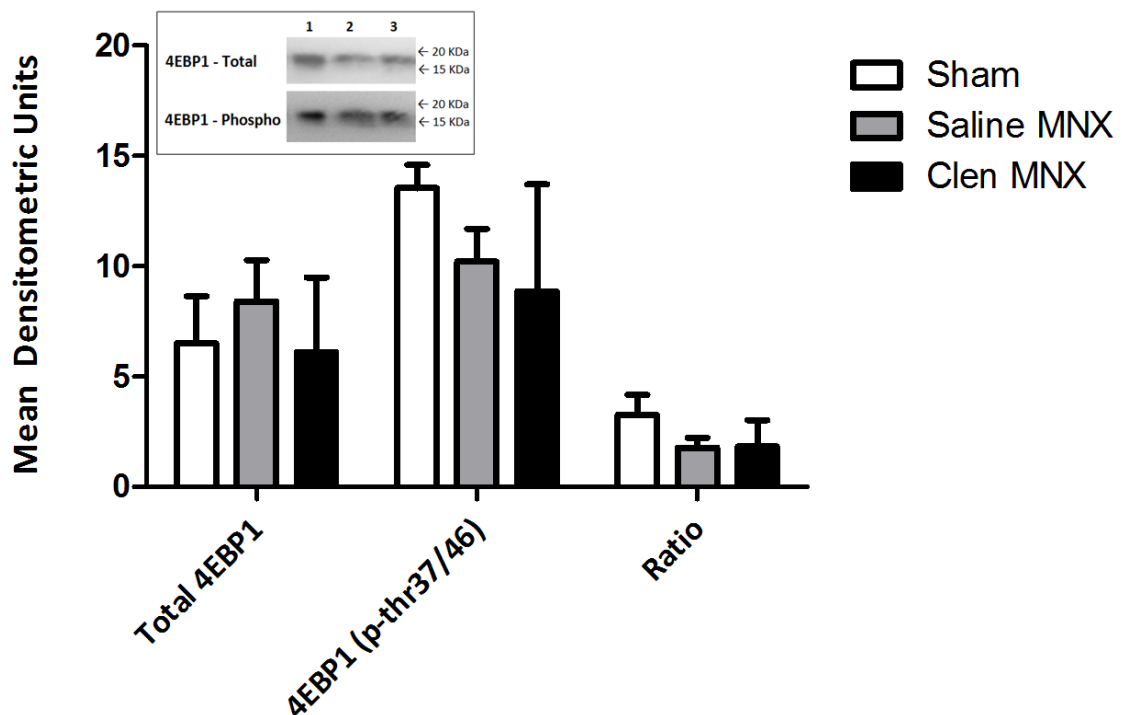 Mean Densitometric Units
20
15
10
5
0
1 2 3
4EBP1 - Total
← 20 KDa
← 15 KDa
4EBP1 - Phospho
← 20 KDa
← 15 KDa
Sham
Saline MNX
Clen MNX
Total 4EBP1
4EBP1 (p-thr37/46)
Ratio